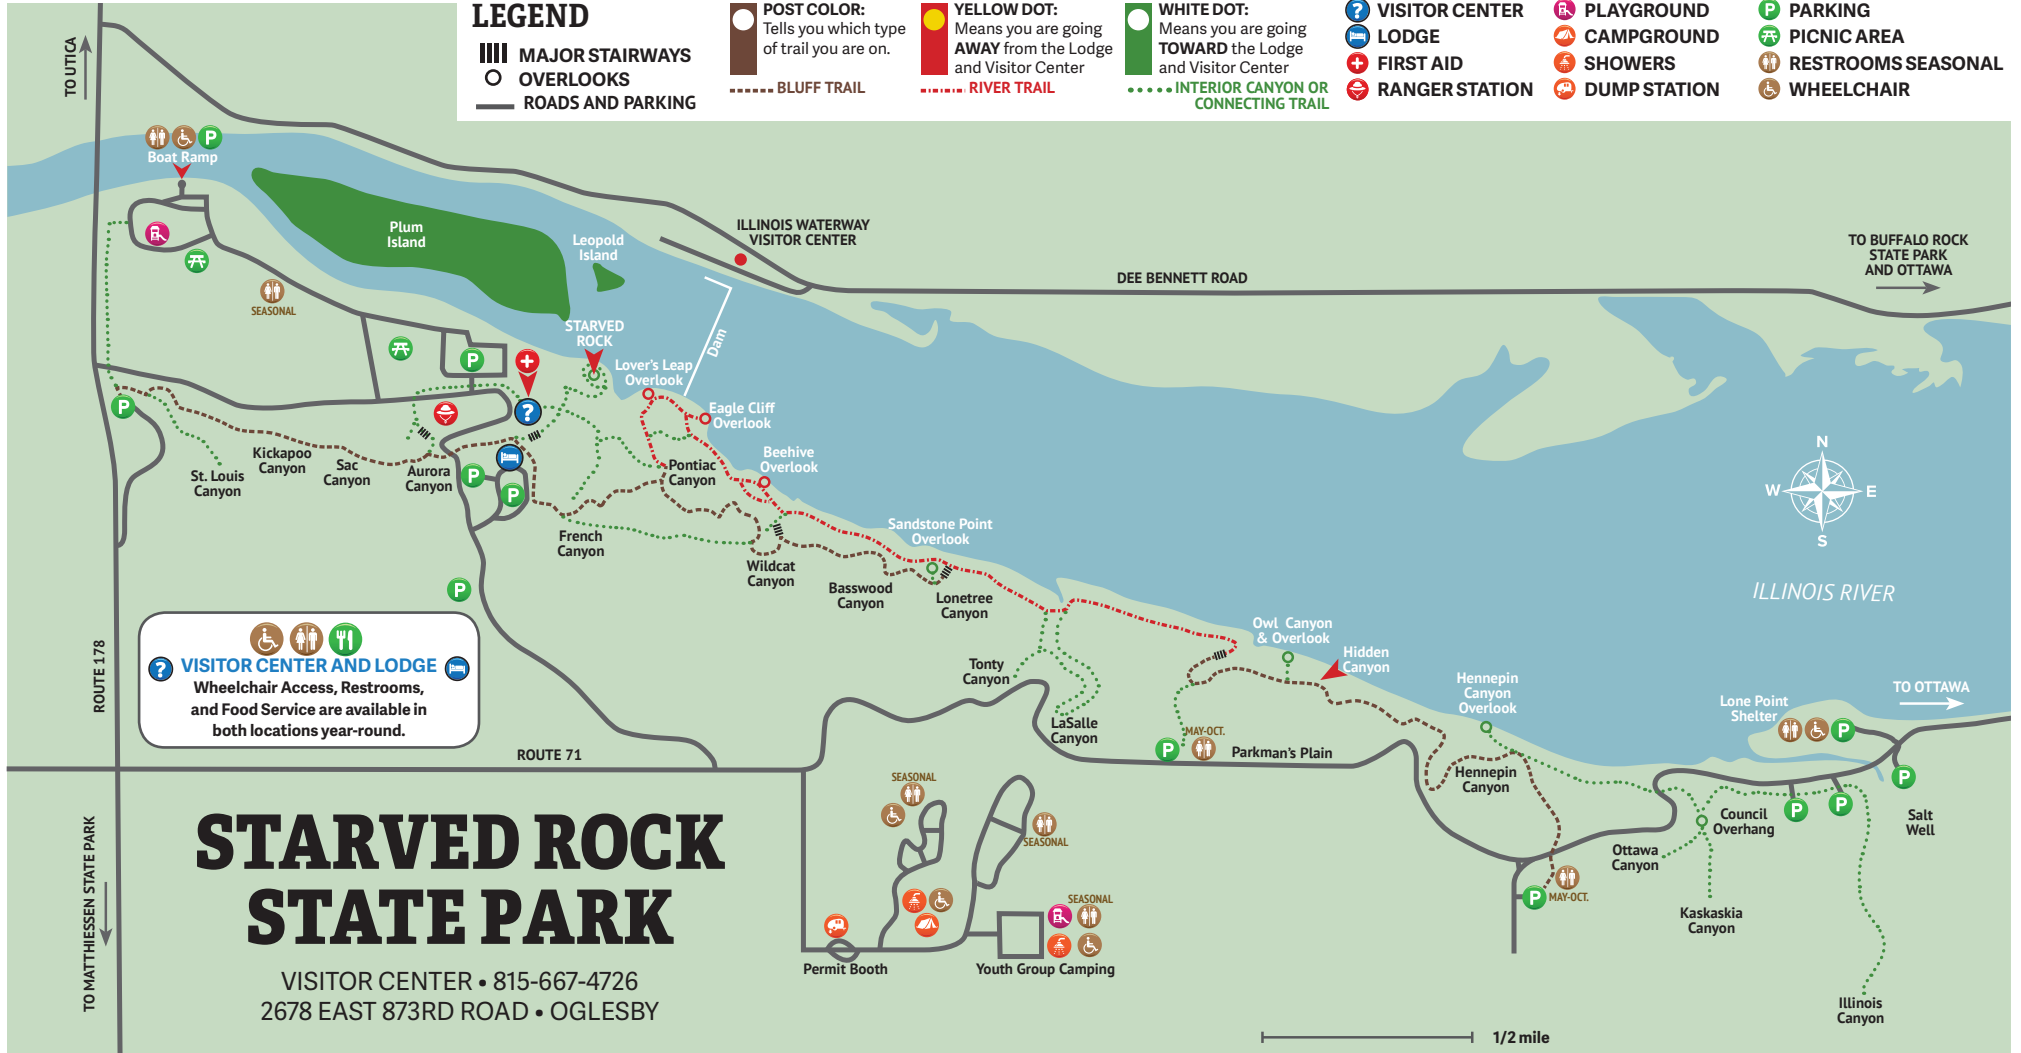 LEGEND
MAJOR STAIRWAYS
OVERLOOKS
ROADS AND PARKING
POST COLOR:
Tells you which type
of trail you are on.
BLUFF TRAIL
YELLOW DOT:
Means you are going
AWAY from the Lodge
and Visitor Center
RIVER TRAIL
WHITE DOT:
Means you are going
TOWARD the Lodge
and Visitor Center
INTERIOR CANYON OR
CONNECTING TRAIL
? VISITOR CENTER
LODGE
FIRST AID
RANGER STATION
PLAYGROUND
CAMPGROUND
SHOWERS
DUMP STATION
P PARKING
PICNIC AREA
RESTROOMS SEASONAL
WHEELCHAIR
TO UTICA
P
Boat Ramp
Plum
Island
Leopold
Island
ILLINOIS WATERWAY
VISITOR CENTER
DEE BENNETT ROAD
TO BUFFALO ROCK
STATE PARK
AND OTTAWA
SEASONAL
STARVED
ROCK
Dam
P
Lover's Leap
Overlook
P
?
Eagle Cliff
Overlook
Kickapoo
Canyon
Sac
Canyon
St. Louis
Canyon
Aurora
Canyon
P
P
Pontiac
Canyon
Beehive
Overlook
N
W
E
S
French
Canyon
Wildcat
Canyon
Sandstone Point
Overlook
Basswood
Canyon
Lonetree
Canyon
P
ILLINOIS RIVER
? VISITOR CENTER AND LODGE
Wheelchair Access, Restrooms,
and Food Service are available in
both locations year-round.
ROUTE 178
Tonty
Canyon
LaSalle
Canyon
Owl Canyon
& Overlook
Hidden
Canyon
Hennepin
Canyon
Overlook
TO OTTAWA
Lone Point
Shelter
P
MAY-OCT.
P
Parkman's Plain
ROUTE 71
Hennepin
Canyon
P
P
P
Council
Overhang
Salt
Well
Ottawa
Canyon
P
MAY-OCT.
Kaskaskia
Canyon
Illinois
Canyon
SEASONAL
SEASONAL
SEASONAL
Permit Booth
Youth Group Camping
TO MATTHIESSEN STATE PARK
STARVED ROCK
STATE PARK
VISITOR CENTER • 815-667-4726
2678 EAST 873RD ROAD • OGLESBY
1/2 mile